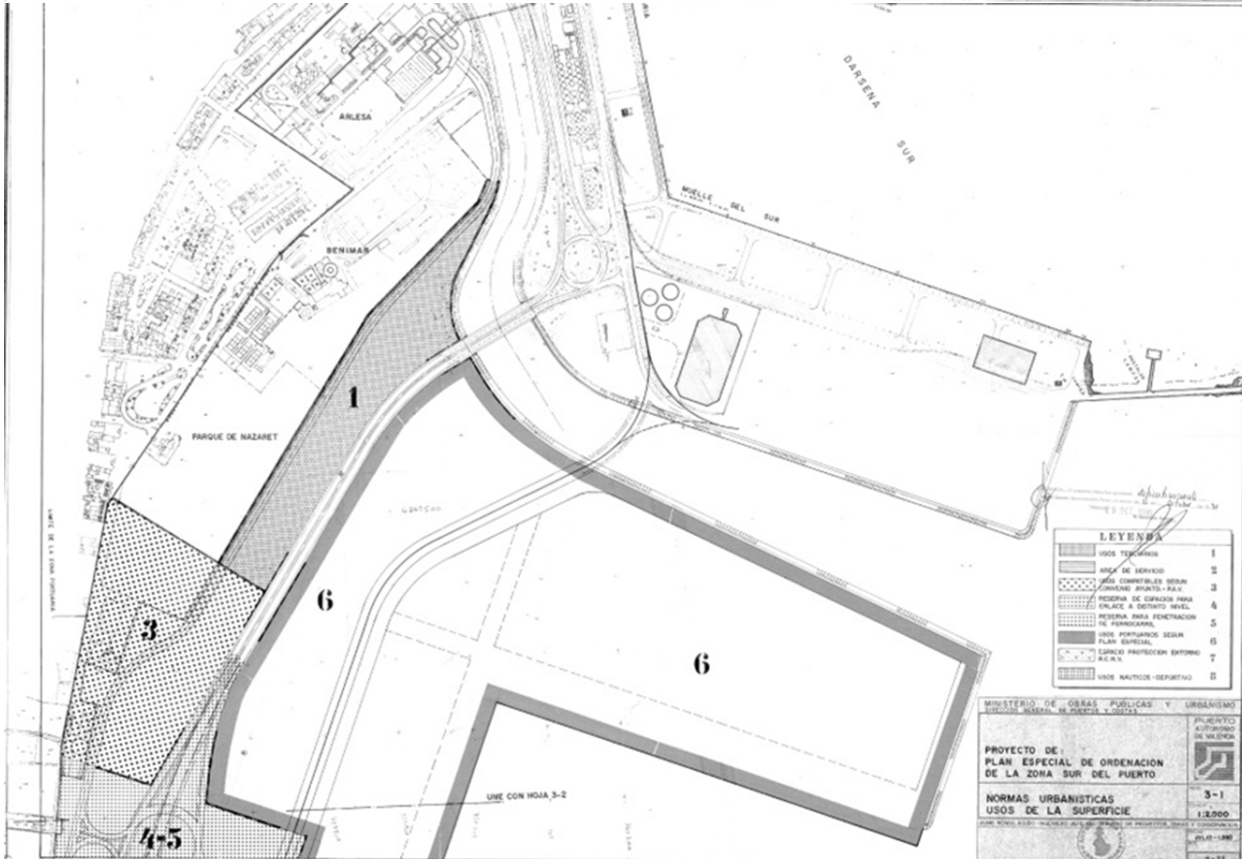 DARSENA SUR
ARLESA
MUELLE DEL SUR
BENIMAR
1
PARQUE DE NAZARET
LIMITE DE LA ZONA PORTUARIA
3
6
6
UNE CON HOJA 3-2
4-5
LEYENDA
USOS TERCIARIOS 1
AREA DE SERVICIO 2
USOS COMPATIBLES SEGUN
CONVENIO AYUNTO.-P.A.V. 3
RESERVA DE ESPACIOS PARA
ENLACE A DISTINTO NIVEL 4
RESERVA PARA PENETRACION
DE FERROCARRIL 5
USOS PORTUARIOS SEGUN
PLAN ESPECIAL 6
ESPACIO PROTECCION ENTORNO
R.C.N.V. 7
USOS NAUTICOS-DEPORTIVO 8
MINISTERIO DE OBRAS PUBLICAS Y URBANISMO
DIRECCION GENERAL DE PUERTOS Y COSTAS
PUERTO
AUTONOMO
DE VALENCIA
PROYECTO DE:
PLAN ESPECIAL DE ORDENACION
DE LA ZONA SUR DEL PUERTO
NORMAS URBANISTICAS
USOS DE LA SUPERFICIE
3-1
1:2.000